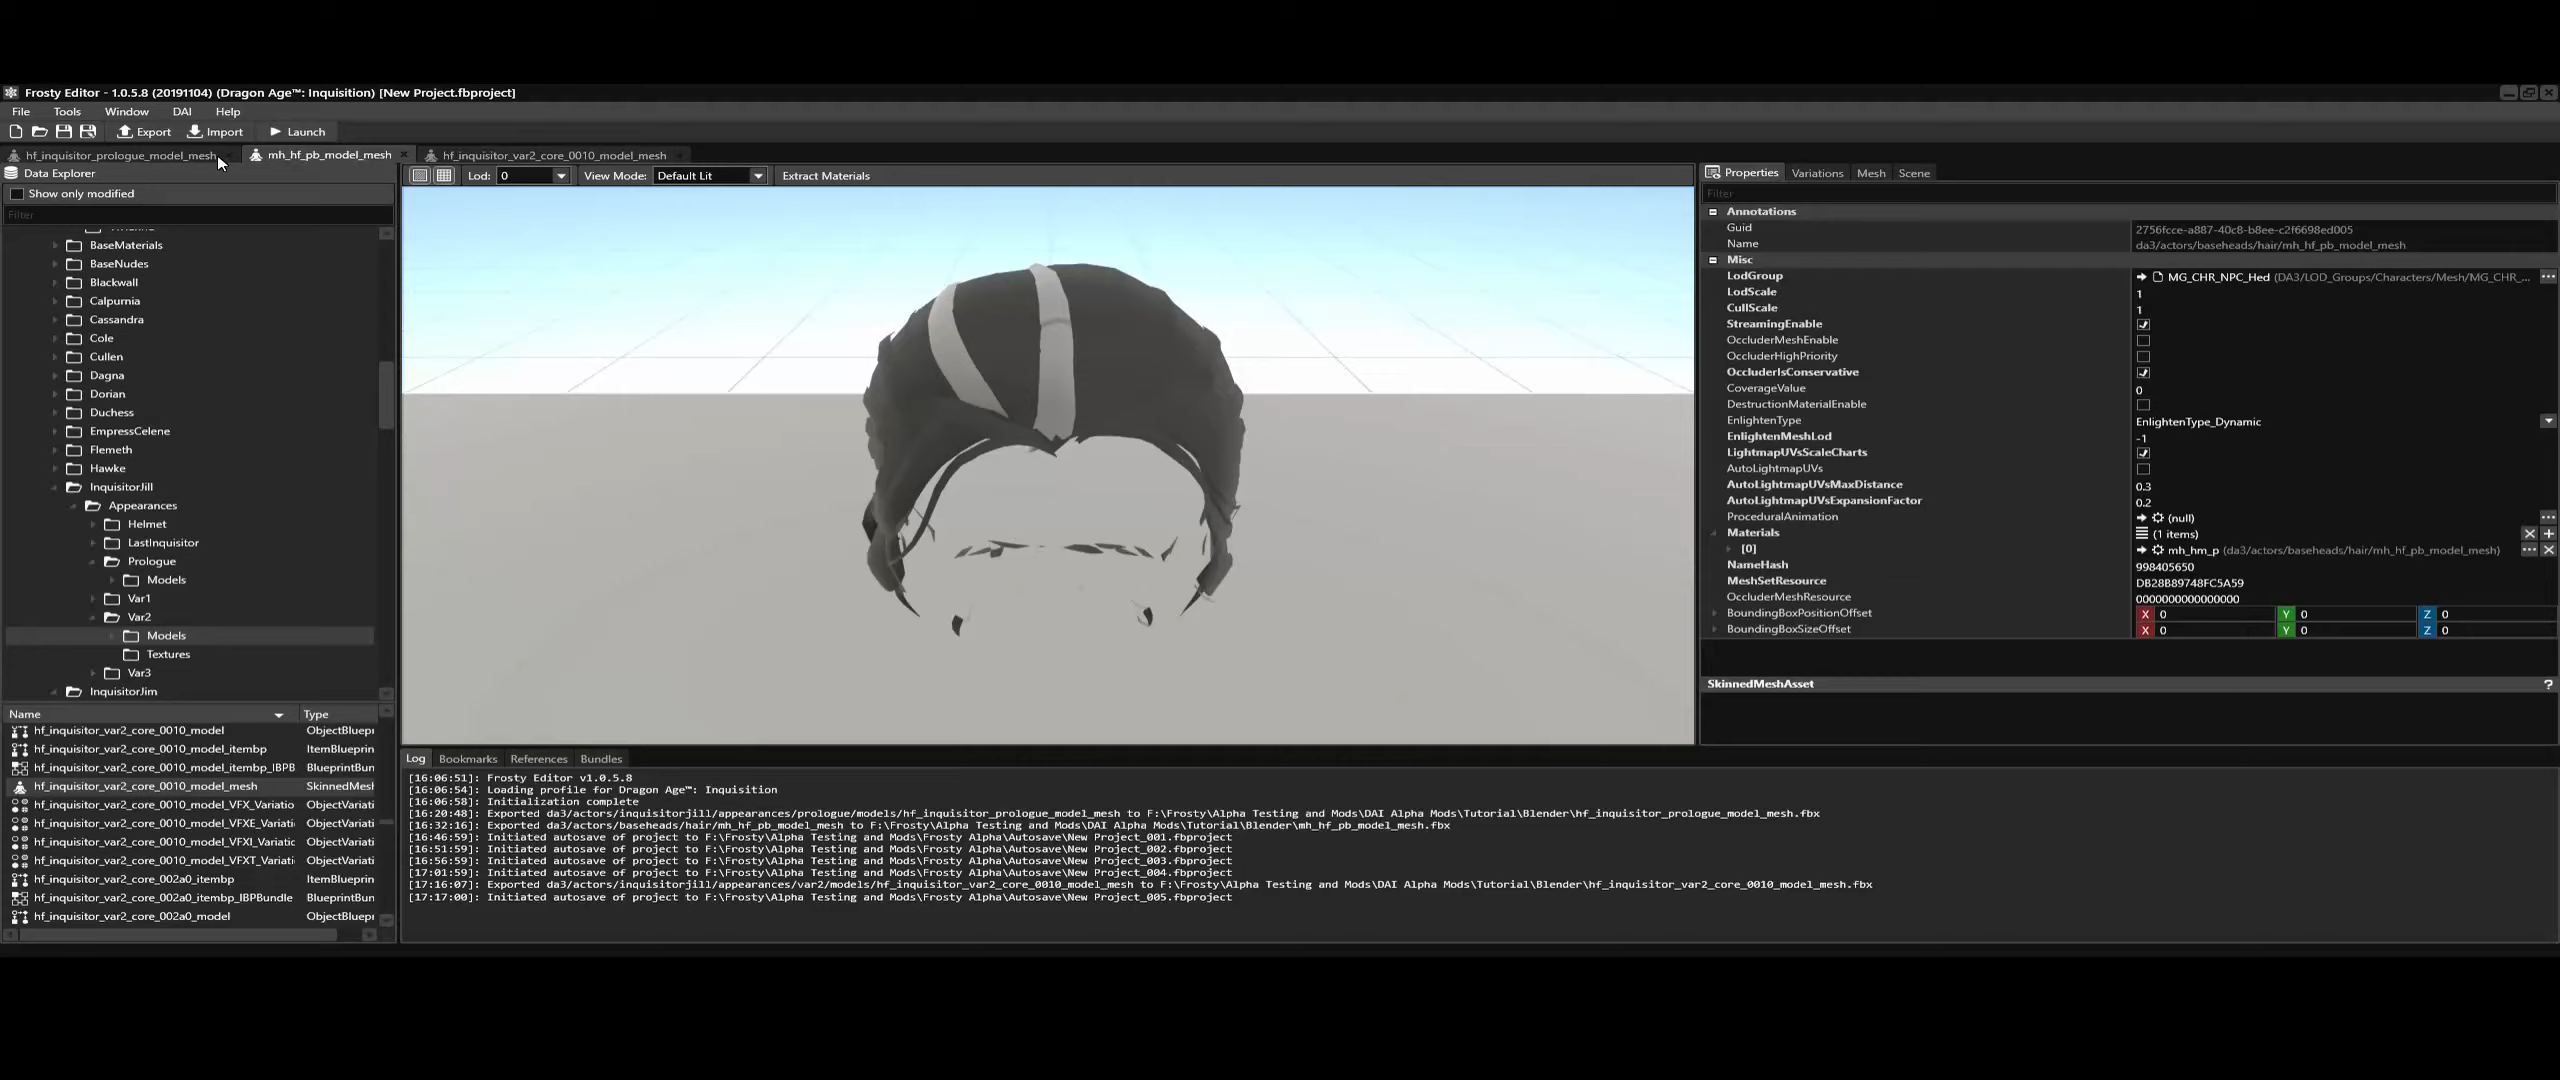 Frosty Editor - 1.0.5.8 (20191104) (Dragon Age™: Inquisition) [New Project.fbproject]
File Tools Window DAI Help
Export Import Launch
hf_inquisitor_prologue_model_mesh mh_hf_pb_model_mesh hf_inquisitor_var2_core_0010_model_mesh
Data Explorer
Show only modified
Filter
BaseMaterials
BaseNudes
Blackwall
Calpurnia
Cassandra
Cole
Cullen
Dagna
Dorian
Duchess
EmpressCelene
Flemeth
Hawke
InquisitorJill
Appearances
Helmet
LastInquisitor
Prologue
Models
Var1
Var2
Models
Textures
Var3
InquisitorJim
Name Type
hf_inquisitor_var2_core_0010_model ObjectBluepr
hf_inquisitor_var2_core_0010_model_itembp ItemBlueprin
hf_inquisitor_var2_core_0010_model_itembp_IBPB BlueprintBun
hf_inquisitor_var2_core_0010_model_mesh SkinnedMesh
hf_inquisitor_var2_core_0010_model_VFX_Variatio ObjectVariati
hf_inquisitor_var2_core_0010_model_VFXE_Variati ObjectVariati
hf_inquisitor_var2_core_0010_model_VFXI_Variati ObjectVariati
hf_inquisitor_var2_core_0010_model_VFXT_Variati ObjectVariati
hf_inquisitor_var2_core_002a0_itembp ItemBlueprin
hf_inquisitor_var2_core_002a0_itembp_IBPBundle BlueprintBun
hf_inquisitor_var2_core_002a0_model ObjectBluepr
Lod: 0 View Mode: Default Lit Extract Materials
Log Bookmarks References Bundles
[16:06:51]: Frosty Editor v1.0.5.8
[16:06:54]: Loading profile for Dragon Age™: Inquisition
[16:06:58]: Initialization complete
[16:20:48]: Exported da3/actors/inquisitorjill/appearances/prologue/models/hf_inquisitor_prologue_model_mesh to F:\Frosty\Alpha Testing and Mods\DAI Alpha Mods\Tutorial\Blender\hf_inquisitor_prologue_model_mesh.fbx
[16:32:16]: Exported da3/actors/baseheads/hair/mh_hf_pb_model_mesh to F:\Frosty\Alpha Testing and Mods\DAI Alpha Mods\Tutorial\Blender\mh_hf_pb_model_mesh.fbx
[16:46:59]: Initiated autosave of project to F:\Frosty\Alpha Testing and Mods\Frosty Alpha\Autosave\New Project_001.fbproject
[16:51:59]: Initiated autosave of project to F:\Frosty\Alpha Testing and Mods\Frosty Alpha\Autosave\New Project_002.fbproject
[16:56:59]: Initiated autosave of project to F:\Frosty\Alpha Testing and Mods\Frosty Alpha\Autosave\New Project_003.fbproject
[17:01:59]: Initiated autosave of project to F:\Frosty\Alpha Testing and Mods\Frosty Alpha\Autosave\New Project_004.fbproject
[17:16:07]: Exported da3/actors/inquisitorjill/appearances/var2/models/hf_inquisitor_var2_core_0010_model_mesh to F:\Frosty\Alpha Testing and Mods\DAI Alpha Mods\Tutorial\Blender\hf_inquisitor_var2_core_0010_model_mesh.fbx
[17:17:00]: Initiated autosave of project to F:\Frosty\Alpha Testing and Mods\Frosty Alpha\Autosave\New Project_005.fbproject
Properties Variations Mesh Scene
Filter
Annotations
Guid 2756fcce-a887-40c8-b8ee-c2f6698ed005
Name da3/actors/baseheads/hair/mh_hf_pb_model_mesh
Misc
LodGroup MG_CHR_NPC_Hed (DA3/LOD_Groups/Characters/Mesh/MG_CHR_...
LodScale 1
CullScale 1
StreamingEnable
OccluderMeshEnable
OccluderHighPriority
OccluderIsConservative
CoverageValue 0
DestructionMaterialEnable
EnlightenType EnlightenType_Dynamic
EnlightenMeshLod -1
LightmapUVsScaleCharts
AutoLightmapUVs
AutoLightmapUVsMaxDistance 0.3
AutoLightmapUVsExpansionFactor 0.2
ProceduralAnimation (null)
Materials (1 items)
[0] mh_hm_p (da3/actors/baseheads/hair/mh_hf_pb_model_mesh)
NameHash 998405650
MeshSetResource DB28B89748FC5A59
OccluderMeshResource 0000000000000000
BoundingBoxPositionOffset X 0 Y 0 Z 0
BoundingBoxSizeOffset X 0 Y 0 Z 0
SkinnedMeshAsset ?